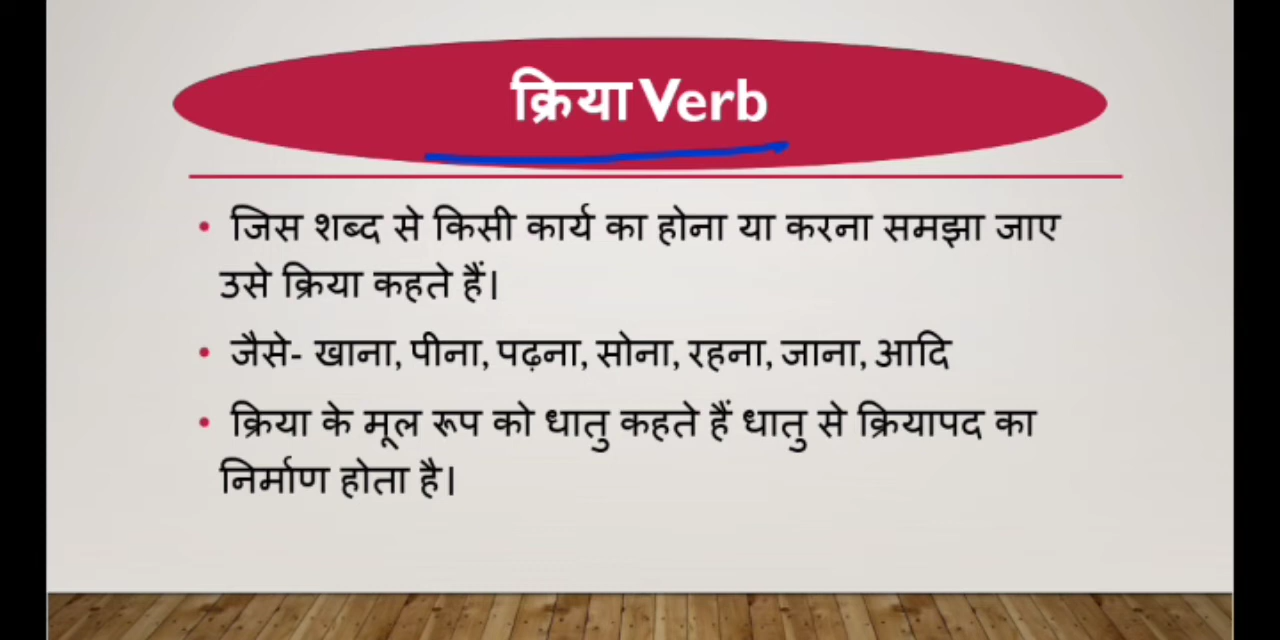 क्रिया Verb
• जिस शब्द से किसी कार्य का होना या करना समझा जाए
उसे क्रिया कहते हैं।
• जैसे- खाना, पीना, पढ़ना, सोना, रहना, जाना, आदि
• क्रिया के मूल रूप को धातु कहते हैं धातु से क्रियापद का
निर्माण होता है।